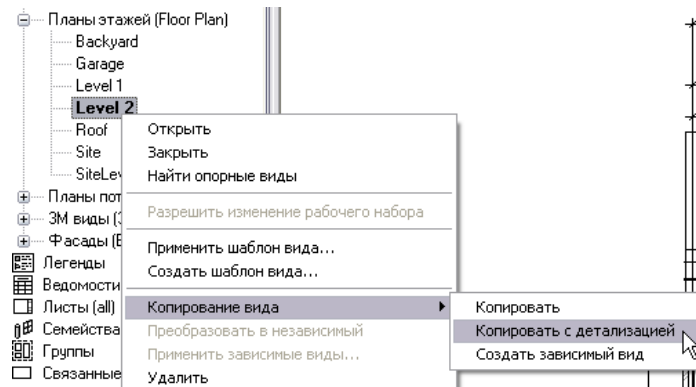 Планы этажей (Floor Plan)
Backyard
Garage
Level 1
Level 2
Roof
Site
SiteLev
Планы пот
3М виды (3
Фасады (E
Легенды
Ведомости
Листы (all)
Семейства
Группы
Связанные
Открыть
Закрыть
Найти опорные виды
Разрешить изменение рабочего набора
Применить шаблон вида...
Создать шаблон вида...
Копирование вида
Преобразовать в независимый
Применить зависимые виды...
Удалить
Копировать
Копировать с детализацией
Создать зависимый вид